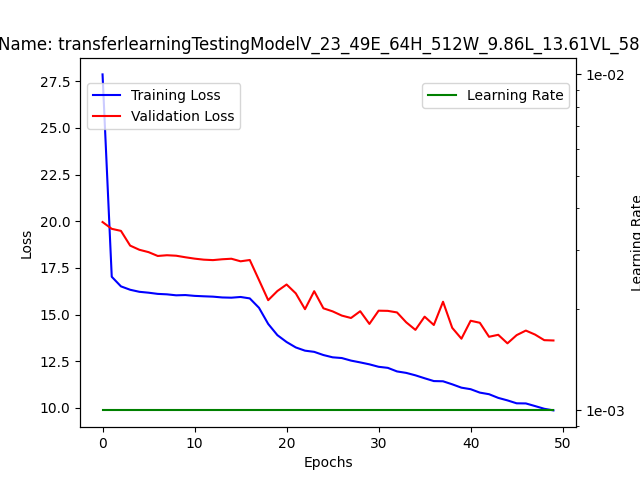 Name: transferlearningTestingModelV_23_49E_64H_512W_9.86L_13.61VL_58
27.5
25.0
22.5
20.0
17.5
15.0
12.5
10.0
Loss
Training Loss
Validation Loss
Learning Rate
1e-02
1e-03
Learning Rate
0
10
20
30
40
50
Epochs